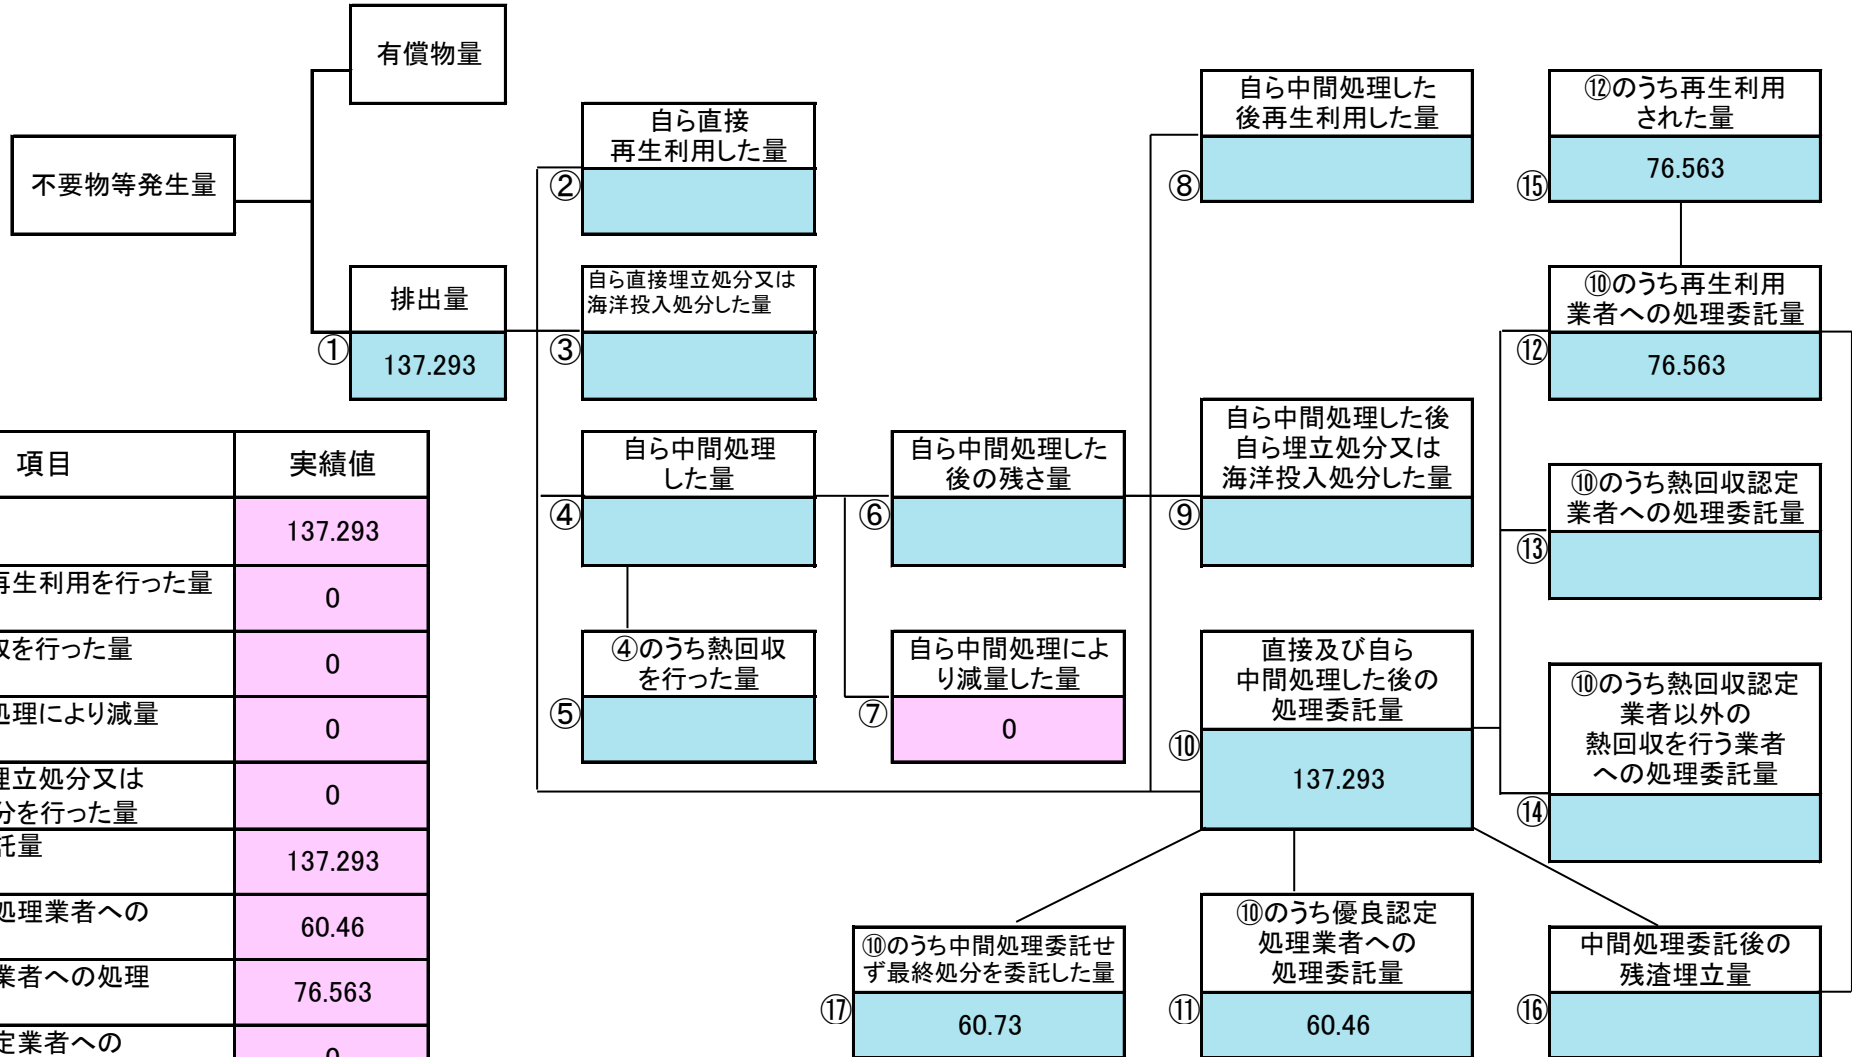 有償物量
不要物等発生量
排出量
①
137.293
自ら直接
再生利用した量
②
自ら直接埋立処分又は
海洋投入処分した量
③
自ら中間処理
した量
④
④のうち熱回収
を行った量
⑤
自ら中間処理した
後の残さ量
⑥
自ら中間処理によ
り減量した量
⑦
0
自ら中間処理した
後再生利用した量
⑧
自ら中間処理した後
自ら埋立処分又は
海洋投入処分した量
⑨
直接及び自ら
中間処理した後の
処理委託量
⑩
137.293
⑫のうち再生利用
された量
⑮
76.563
⑩のうち再生利用
業者への処理委託量
⑫
76.563
⑩のうち熱回収認定
業者への処理委託量
⑬
⑩のうち熱回収認定
業者以外の
熱回収を行う業者
への処理委託量
⑭
⑩のうち中間処理委託せ
ず最終処分を委託した量
⑰
60.73
⑩のうち優良認定
処理業者への
処理委託量
⑪
60.46
中間処理委託後の
残渣埋立量
⑯
項目 実績値
137.293
再生利用を行った量 0
収を行った量 0
処理により減量 0
埋立処分又は
分を行った量 0
託量 137.293
処理業者への 60.46
業者への処理 76.563
定業者への 0